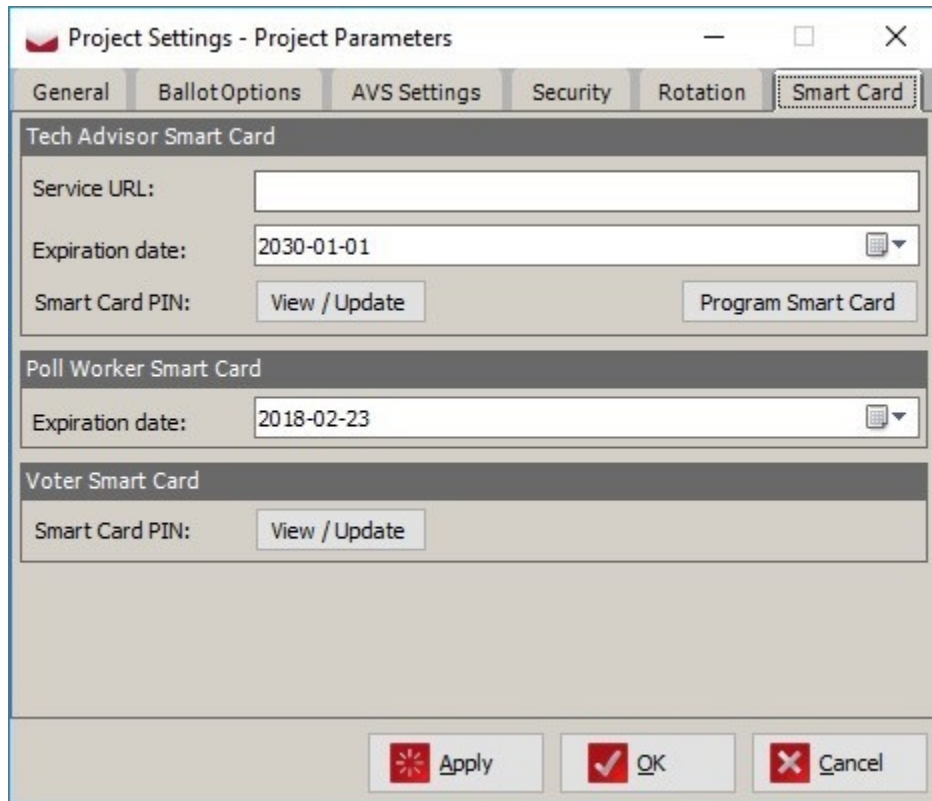 Project Settings - Project Parameters
General BallotOptions AVS Settings Security Rotation Smart Card
Tech Advisor Smart Card
Service URL:
Expiration date: 2030-01-01
Smart Card PIN: View / Update Program Smart Card
Poll Worker Smart Card
Expiration date: 2018-02-23
Voter Smart Card
Smart Card PIN: View / Update
Apply OK Cancel